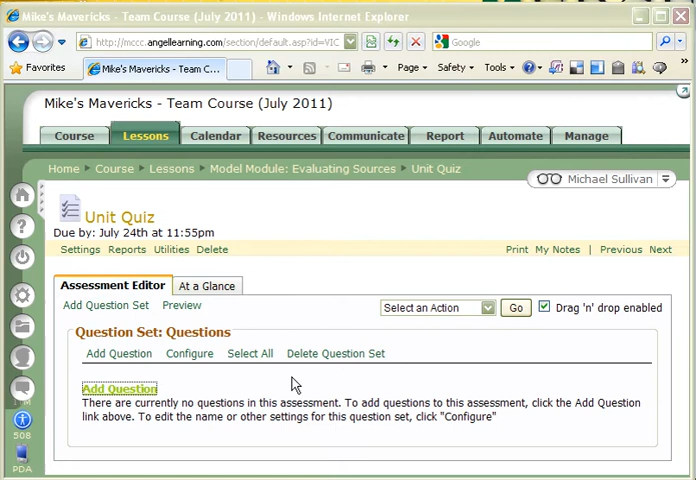 Mike's Mavericks - Team Course (July 2011) - Windows Internet Explorer
http://mccc.angellearning.com/section/default.asp?id=VIC
Google
Favorites
Mike's Mavericks - Team C...
Page
Safety
Tools
Mike's Mavericks - Team Course (July 2011)
Course
Lessons
Calendar
Resources
Communicate
Report
Automate
Manage
Home
Course
Lessons
Model Module: Evaluating Sources
Unit Quiz
Michael Sullivan
Unit Quiz
Due by: July 24th at 11:55pm
Settings Reports Utilities Delete
Print My Notes | Previous Next
Assessment Editor
At a Glance
Add Question Set Preview
Select an Action
Go
Drag 'n' drop enabled
Question Set: Questions
Add Question Configure Select All Delete Question Set
Add Question
There are currently no questions in this assessment. To add questions to this assessment, click the Add Question
link above. To edit the name or other settings for this question set, click "Configure"
508
PDA